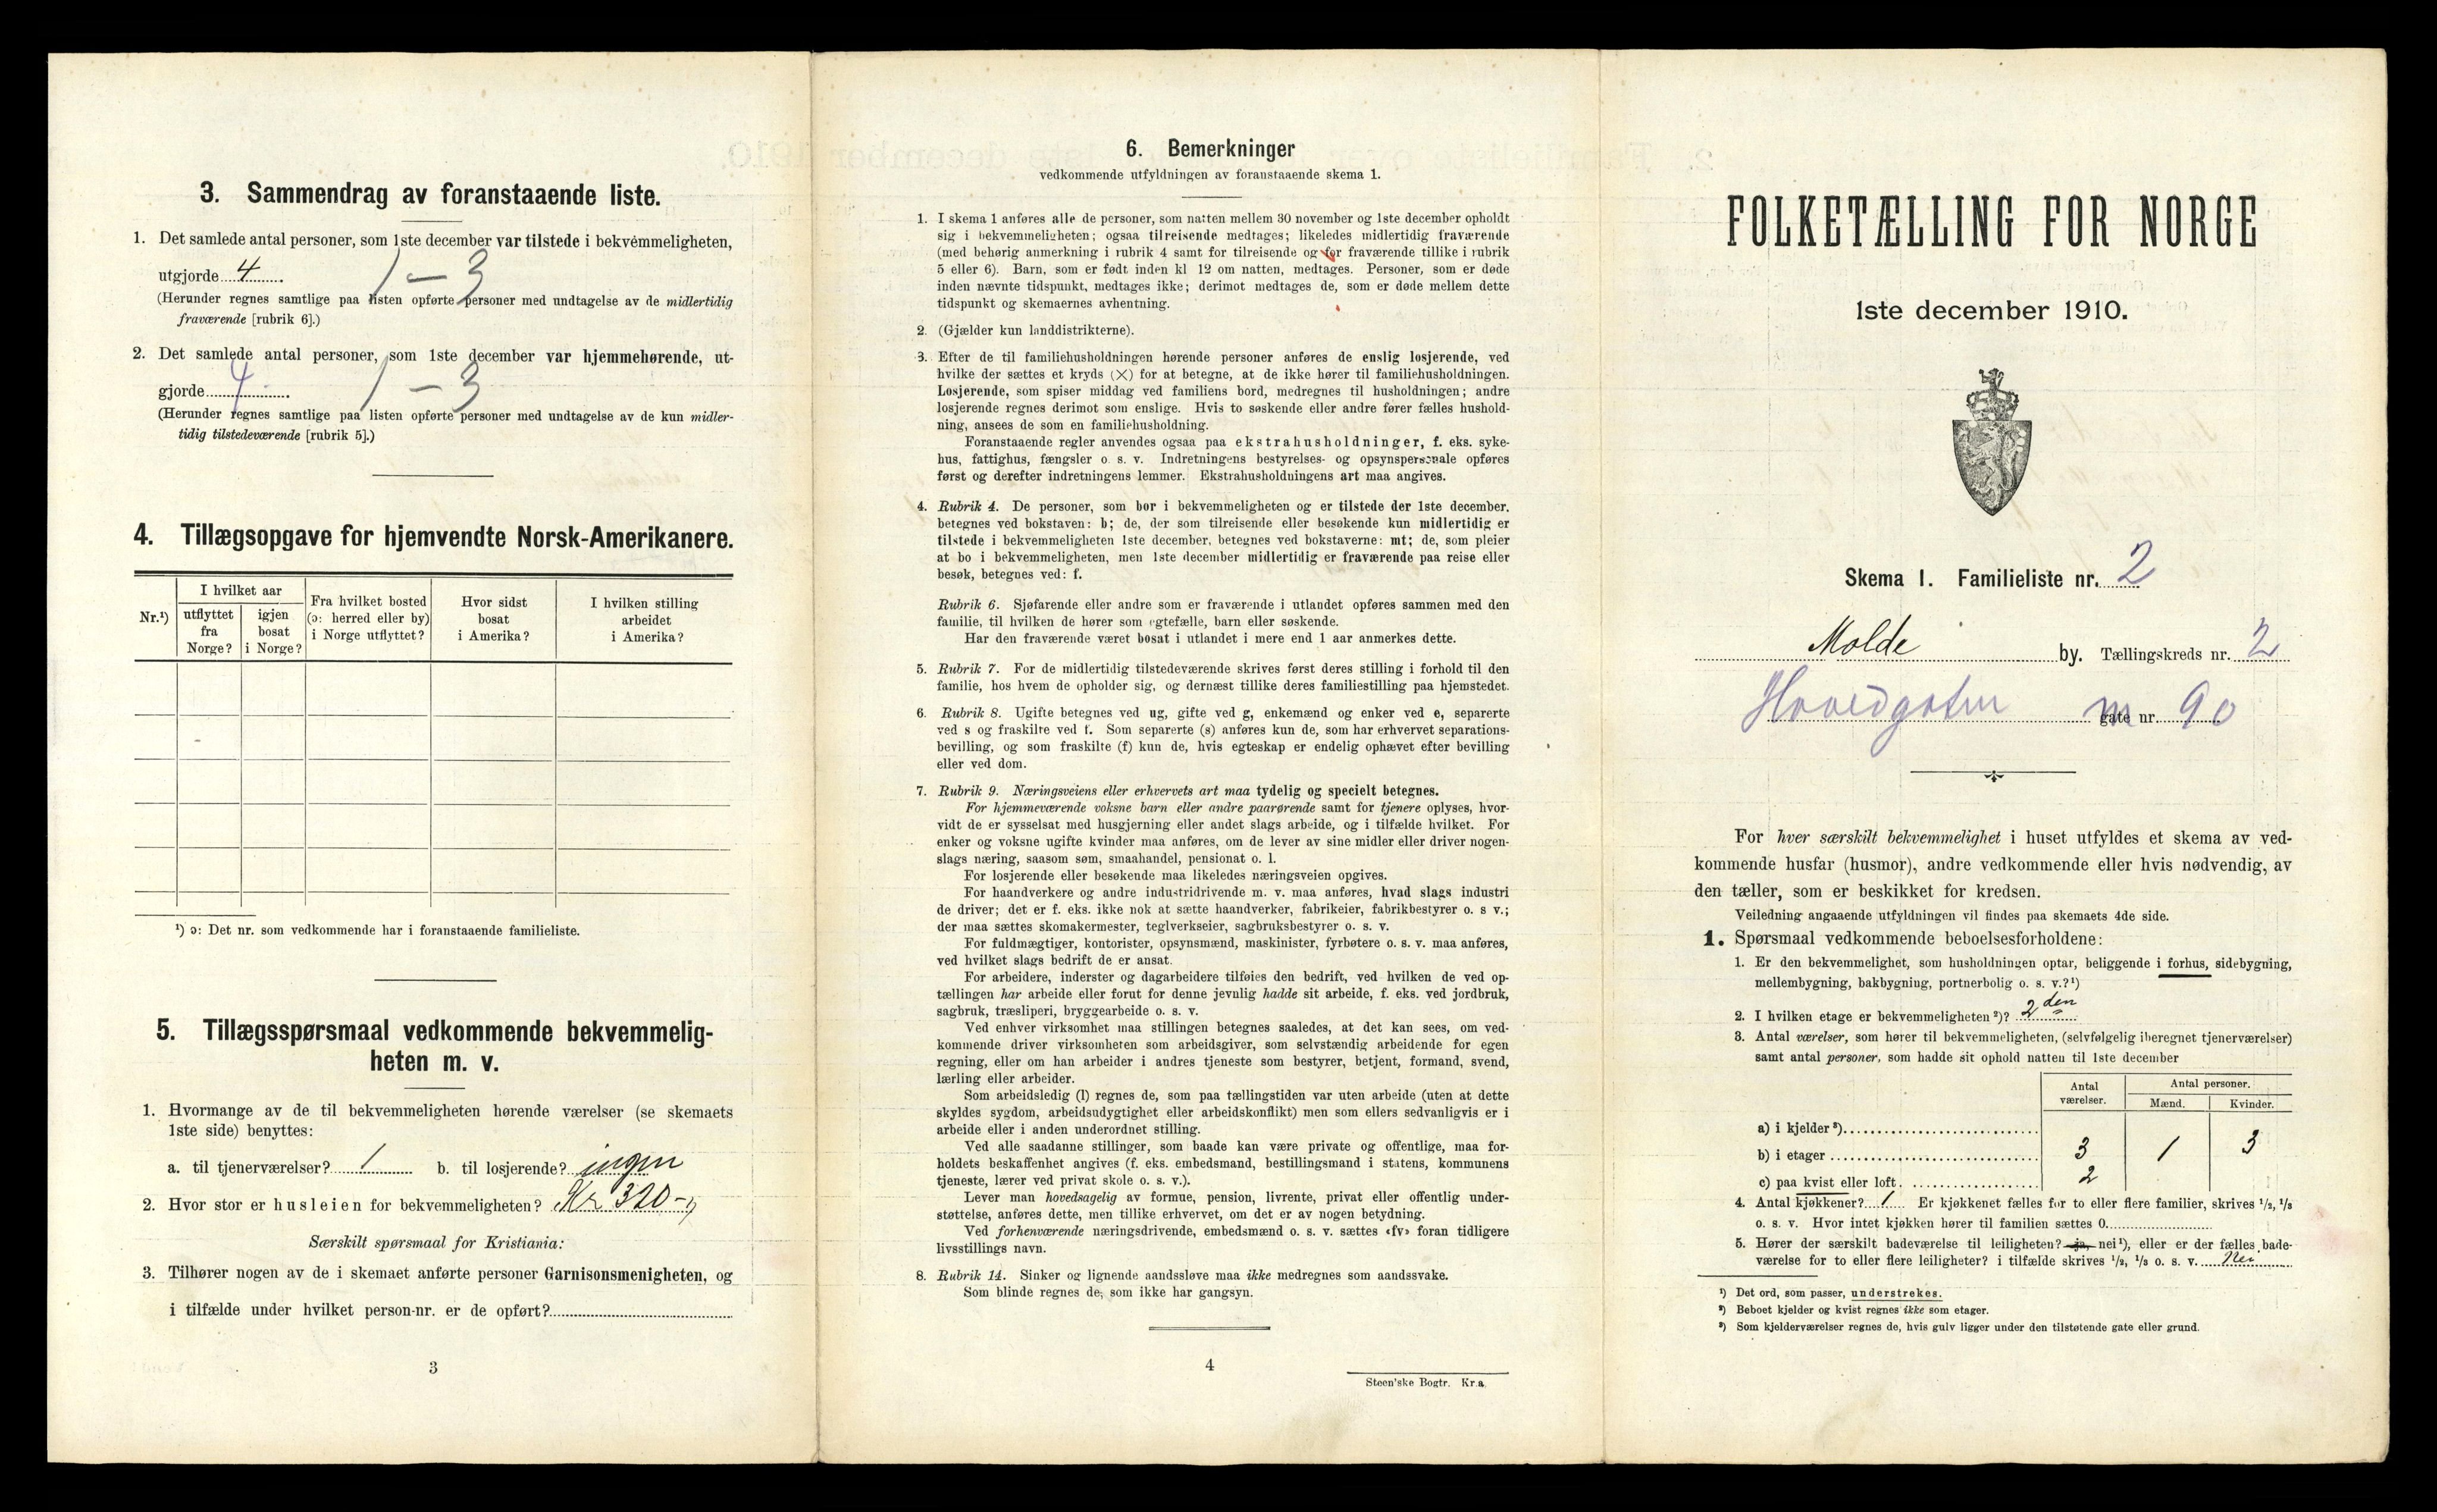 3. Sammendrag av foranstaaende liste.
1. Det samlede antal personer, som 1ste december var tilstede i bekvemmeligheten,
utgjorde 4 1 – 3
(Herunder regnes samtlige paa listen opførte personer med undtagelse av de midlertidig
fraværende [rubrik 6].)
2. Det samlede antal personer, som 1ste december var hjemmehørende, ut-
gjorde 4 1 – 3
(Herunder regnes samtlige paa listen opførte personer med undtagelse av de kun midler-
tidig tilstedeværende [rubrik 5].)
4. Tillægsopgave for hjemvendte Norsk-Amerikanere.
Nr.¹)
I hvilket aar
utflyttet
fra
Norge?
igjen
bosat
i Norge?
Fra hvilket bosted
(ɔ: herred eller by)
i Norge utflyttet?
Hvor sidst
bosat
i Amerika?
I hvilken stilling
arbeidet
i Amerika?
¹) ɔ: Det nr. som vedkommende har i foranstaaende familieliste.
5. Tillægsspørsmaal vedkommende bekvemmelig-
heten m. v.
1. Hvormange av de til bekvemmeligheten hørende værelser (se skemaets
1ste side) benyttes:
a. til tjenerværelser? 1 b. til losjerende? ingen
2. Hvor stor er husleien for bekvemmeligheten? Kr 320-
Særskilt spørsmaal for Kristiania:
3. Tilhører nogen av de i skemaet anførte personer Garnisonsmenigheten, og
i tilfælde under hvilket person-nr. er de opført?
3
6. Bemerkninger
vedkommende utfyldningen av foranstaaende skema 1.
1. I skema 1 anføres alle de personer, som natten mellem 30 november og 1ste december opholdt
sig i bekvemmeligheten; ogsaa tilreisende medtages; likeledes midlertidig fraværende
(med behørig anmerkning i rubrik 4 samt for tilreisende og for fraværende tillike i rubrik
5 eller 6). Barn, som er født inden kl 12 om natten, medtages. Personer, som er døde
inden nævnte tidspunkt, medtages ikke; derimot medtages de, som er døde mellem dette
tidspunkt og skemaernes avhentning.
2. (Gjælder kun landdistrikterne).
3. Efter de til familiehusholdningen hørende personer anføres de enslig losjerende, ved
hvilke der sættes et kryds (×) for at betegne, at de ikke hører til familiehusholdningen.
Losjerende, som spiser middag ved familiens bord, medregnes til husholdningen; andre
losjerende regnes derimot som enslige. Hvis to søskende eller andre fører fælles hushold-
ning, ansees de som en familiehusholdning.
Foranstaaende regler anvendes ogsaa paa ekstrahusholdninger, f. eks. syke-
hus, fattighus, fængsler o. s. v. Indretningens bestyrelses- og opsynspersonale opføres
først og derefter indretningens lemmer. Ekstrahusholdningens art maa angives.
4. Rubrik 4. De personer, som bor i bekvemmeligheten og er tilstede der 1ste december,
betegnes ved bokstaven: b; de, der som tilreisende eller besøkende kun midlertidig er
tilstede i bekvemmeligheten 1ste december, betegnes ved bokstaverne: mt; de, som pleier
at bo i bekvemmeligheten, men 1ste december midlertidig er fraværende paa reise eller
besøk, betegnes ved: f.
Rubrik 6. Sjøfarende eller andre som er fraværende i utlandet opføres sammen med den
familie, til hvilken de hører som egtefælle, barn eller søskende.
Har den fraværende været bosat i utlandet i mere end 1 aar anmerkes dette.
5. Rubrik 7. For de midlertidig tilstedeværende skrives først deres stilling i forhold til den
familie, hos hvem de opholder sig, og dernæst tillike deres familiestilling paa hjemstedet.
6. Rubrik 8. Ugifte betegnes ved ug, gifte ved g, enkemænd og enker ved e, separerte
ved s og fraskilte ved f. Som separerte (s) anføres kun de, som har erhvervet separations-
bevilling, og som fraskilte (f) kun de, hvis egteskap er endelig ophævet efter bevilling
eller ved dom.
7. Rubrik 9. Næringsveiens eller erhvervets art maa tydelig og specielt betegnes.
For hjemmeværende voksne barn eller andre paarørende samt for tjenere oplyses, hvor-
vidt de er sysselsat med husgjerning eller andet slags arbeide, og i tilfælde hvilket. For
enker og voksne ugifte kvinder maa anføres, om de lever av sine midler eller driver nogen-
slags næring, saasom søm, smaahandel, pensionat o. l.
For losjerende eller besøkende maa likeledes næringsveien opgives.
For haandverkere og andre industridrivende m. v. maa anføres, hvad slags industri
de driver; det er f. eks. ikke nok at sætte haandverker, fabrikeier, fabrikbestyrer o. s v.;
der maa sættes skomakermester, teglverkseier, sagbruksbestyrer o. s. v.
For fuldmægtiger, kontorister, opsynsmænd, maskinister, fyrbøtere o. s. v. maa anføres,
ved hvilket slags bedrift de er ansat.
For arbeidere, inderster og dagarbeidere tilføies den bedrift, ved hvilken de ved op-
tællingen har arbeide eller forut for denne jevnlig hadde sit arbeide, f. eks. ved jordbruk,
sagbruk, træsliperi, bryggearbeide o. s. v.
Ved enhver virksomhet maa stillingen betegnes saaledes, at det kan sees, om ved-
kommende driver virksomheten som arbeidsgiver, som selvstændig arbeidende for egen
regning, eller om han arbeider i andres tjeneste som bestyrer, betjent, formand, svend,
lærling eller arbeider.
Som arbeidsledig (l) regnes de, som paa tællingstiden var uten arbeide (uten at dette
skyldes sygdom, arbeidsudygtighet eller arbeidskonflikt) men som ellers sedvanligvis er i
arbeide eller i anden underordnet stilling.
Ved alle saadanne stillinger, som baade kan være private og offentlige, maa for-
holdets beskaffenhet angives (f. eks. embedsmand, bestillingsmand i statens, kommunens
tjeneste, lærer ved privat skole o. s. v.).
Lever man hovedsagelig av formue, pension, livrente, privat eller offentlig under-
støttelse, anføres dette, men tillike erhvervet, om det er av nogen betydning.
Ved forhenværende næringsdrivende, embedsmænd o. s. v. sættes «fv» foran tidligere
livsstillings navn.
8. Rubrik 14. Sinker og lignende aandssløve maa ikke medregnes som aandssvake.
Som blinde regnes de, som ikke har gangsyn.
4
Steen'ske Bogtr. Kr.a.
FOLKETÆLLING FOR NORGE
1ste december 1910.
Skema 1. Familieliste nr. 2
Molde by. Tællingskreds nr. 2
Hovedgaten gate nr. 90
For hver særskilt bekvemmelighet i huset utfyldes et skema av ved-
kommende husfar (husmor), andre vedkommende eller hvis nødvendig, av
den tæller, som er beskikket for kredsen.
Veiledning angaaende utfyldningen vil findes paa skemaets 4de side.
1. Spørsmaal vedkommende beboelsesforholdene:
1. Er den bekvemmelighet, som husholdningen optar, beliggende i forhus, sidebygning,
mellembygning, bakbygning, portnerbolig o. s. v.?¹)
2. I hvilken etage er bekvemmeligheten²)? 2den
3. Antal værelser, som hører til bekvemmeligheten, (selvfølgelig iberegnet tjenerværelser)
samt antal personer, som hadde sit ophold natten til 1ste december
Antal
værelser.
Antal personer.
Mænd. Kvinder.
a) i kjelder³)
b) i etager 3 1 3
c) paa kvist eller loft 2
4. Antal kjøkkener? 1 Er kjøkkenet fælles for to eller flere familier, skrives 1/2, 1/3
o. s. v. Hvor intet kjøkken hører til familien sættes 0.
5. Hører der særskilt badeværelse til leiligheten? ja, nei¹), eller er der fælles bade-
værelse for to eller flere leiligheter? i tilfælde skrives 1/2, 1/3 o. s. v. Nei
¹) Det ord, som passer, understrekes.
²) Beboet kjelder og kvist regnes ikke som etager.
³) Som kjelderværelser regnes de, hvis gulv ligger under den tilstøtende gate eller grund.